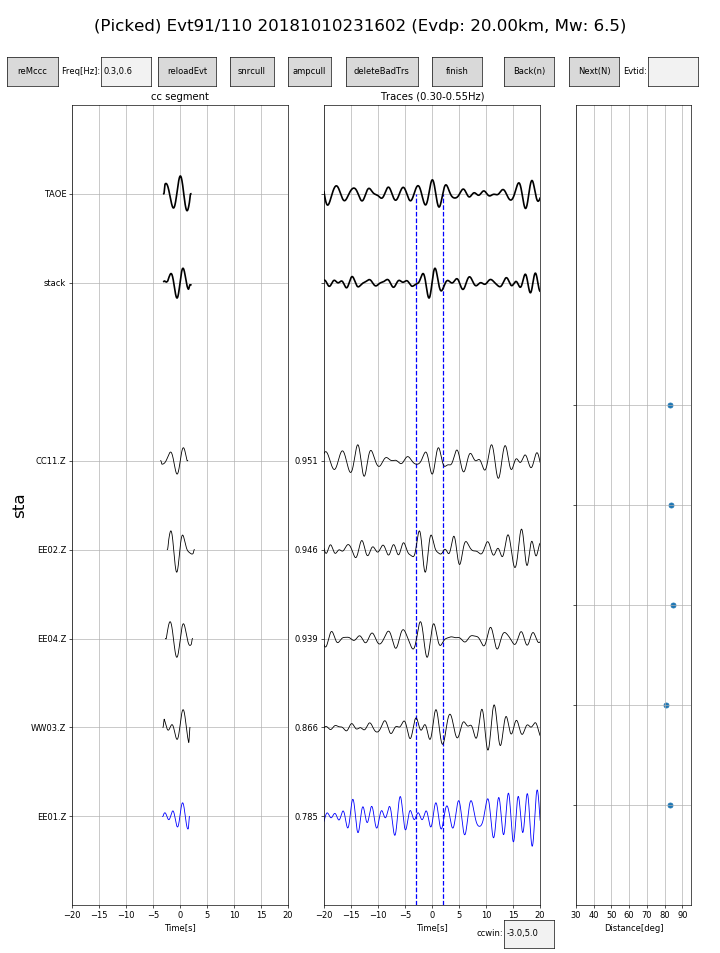 (Picked) Evt91/110 20181010231602 (Evdp: 20.00km, Mw: 6.5)
reMccc Freq[Hz]: 0.3,0.6 reloadEvt snrcull ampcull deleteBadTrs finish Back(n) Next(N) Evtid:
cc segment Traces (0.30-0.55Hz)
TAOE
stack
CC11.Z 0.951
sta
EE02.Z 0.946
EE04.Z 0.939
WW03.Z 0.866
EE01.Z 0.785
−20 −15 −10 −5 0 5 10 15 20 −20 −15 −10 −5 0 5 10 15 20 30 40 50 60 70 80 90
Time[s] Time[s] Distance[deg]
ccwin: -3.0,5.0